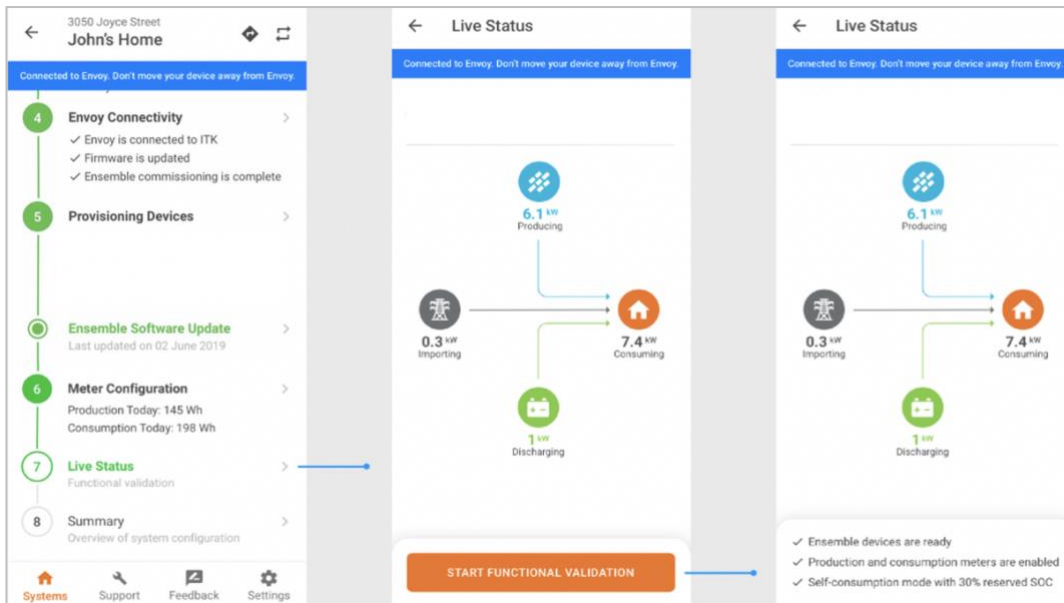 3050 Joyce Street
John's Home
Connected to Envoy. Don't move your device away from Envoy.
4
Envoy Connectivity
✓ Envoy is connected to ITK
✓ Firmware is updated
✓ Ensemble commissioning is complete
5
Provisioning Devices
Ensemble Software Update
Last updated on 02 June 2019
6
Meter Configuration
Production Today: 145 Wh
Consumption Today: 198 Wh
7
Live Status
Functional validation
8
Summary
Overview of system configuration
Systems
Support
Feedback
Settings
Live Status
Connected to Envoy. Don't move your device away from Envoy.
6.1 kW
Producing
0.3 kW
Importing
7.4 kW
Consuming
1 kW
Discharging
START FUNCTIONAL VALIDATION
Live Status
Connected to Envoy. Don't move your device away from Envoy.
6.1 kW
Producing
0.3 kW
Importing
7.4 kW
Consuming
1 kW
Discharging
✓ Ensemble devices are ready
✓ Production and consumption meters are enabled
✓ Self-consumption mode with 30% reserved SOC